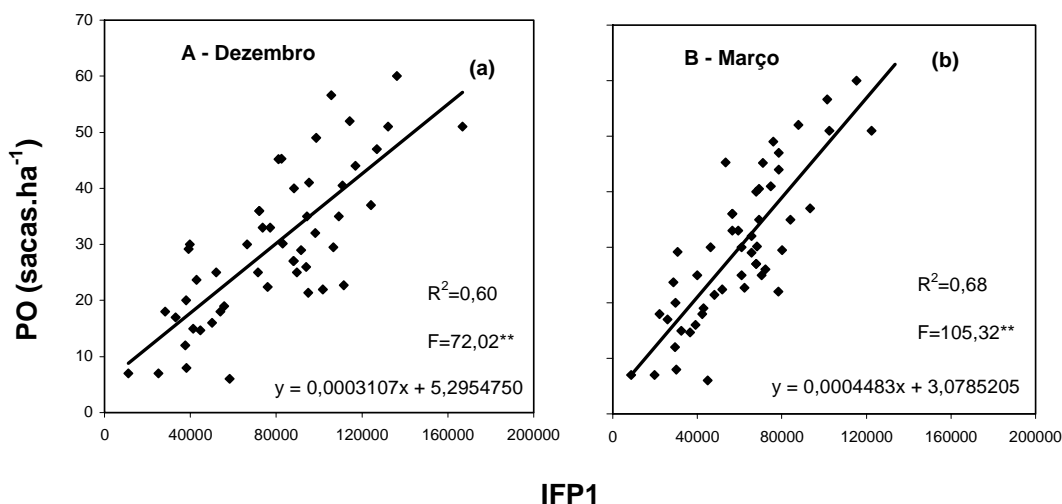 A - Dezembro
(a)
PO (sacas.ha⁻¹)
70
60
50
40
30
20
10
0
R²=0,60
F=72,02**
y = 0,0003107x + 5,2954750
0 40000 80000 120000 160000 200000
B - Março
(b)
R²=0,68
F=105,32**
y = 0,0004483x + 3,0785205
0 40000 80000 120000 160000 200000
IFP1